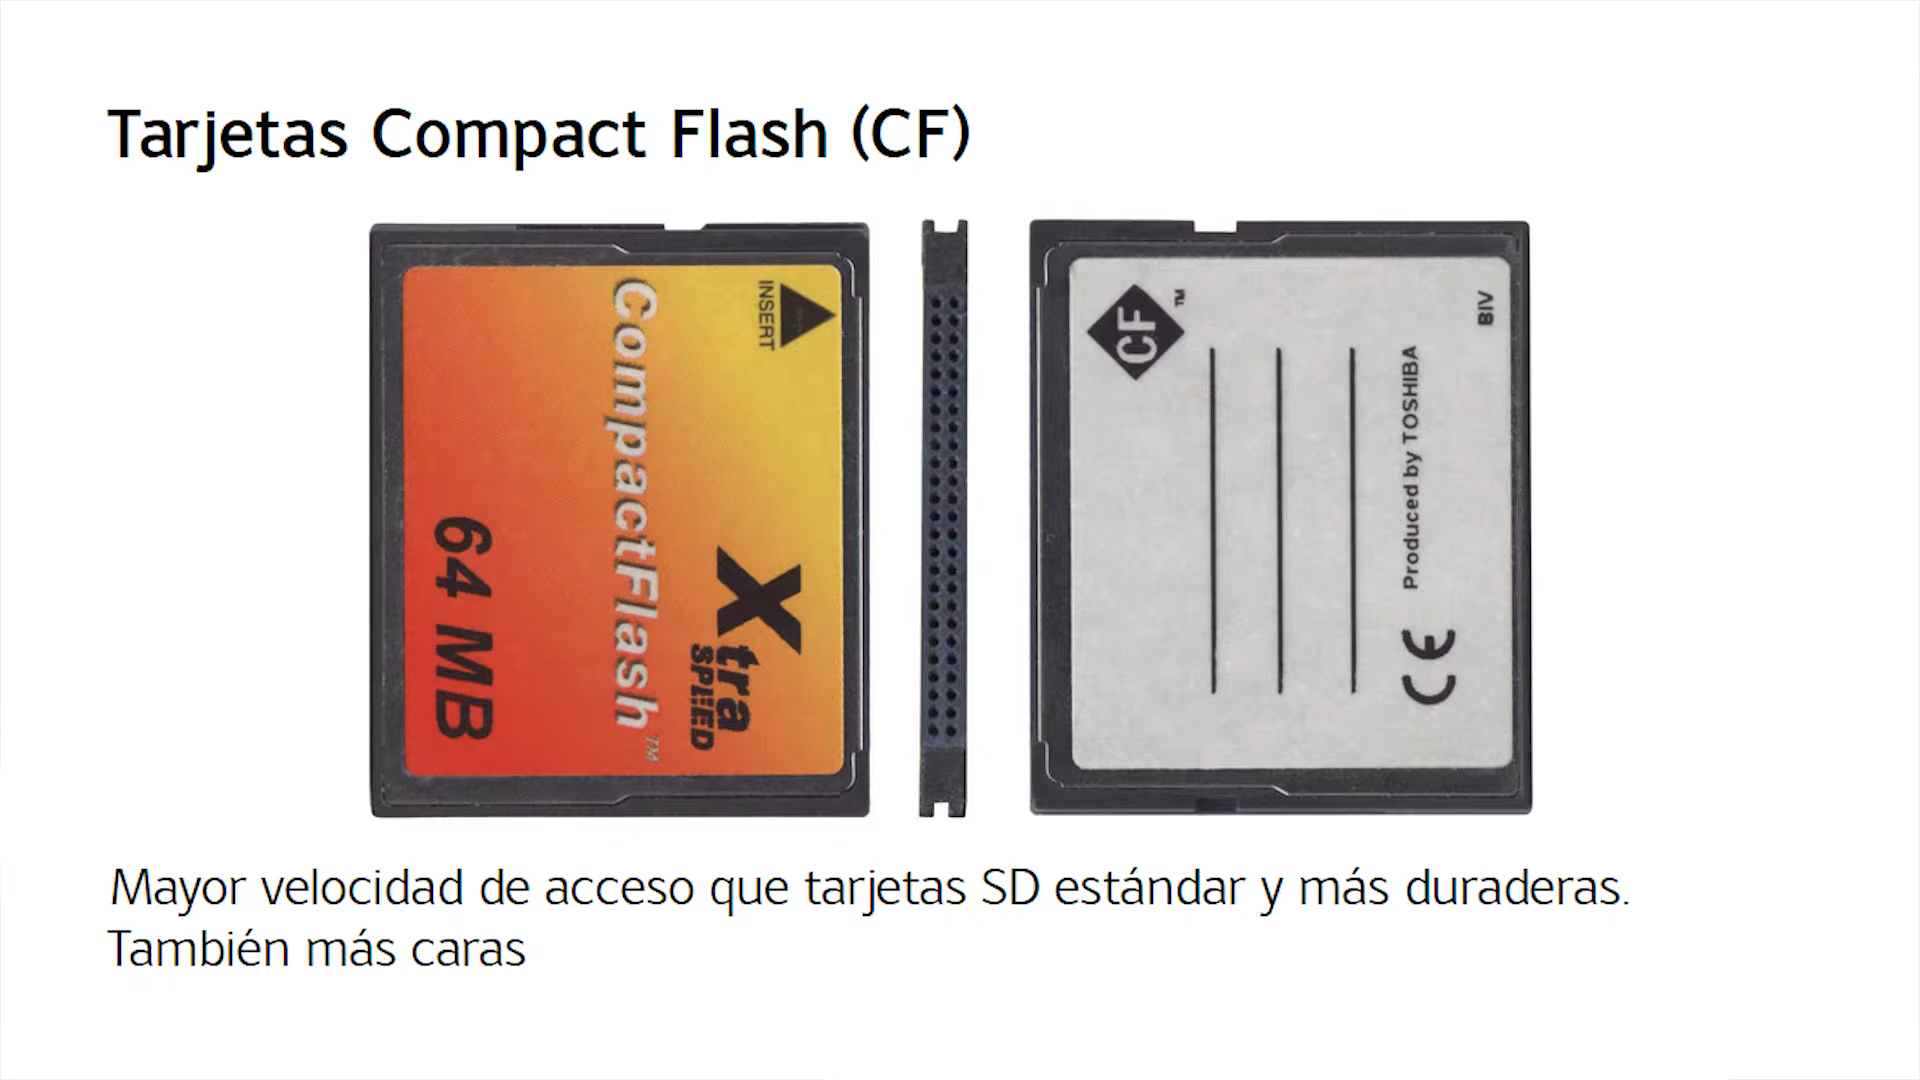 Tarjetas Compact Flash (CF)
INSERT
CompactFlash™
Xtra
SPEED
64 MB
CF™
BIV
Produced by TOSHIBA
CE
Mayor velocidad de acceso que tarjetas SD estándar y más duraderas.
También más caras